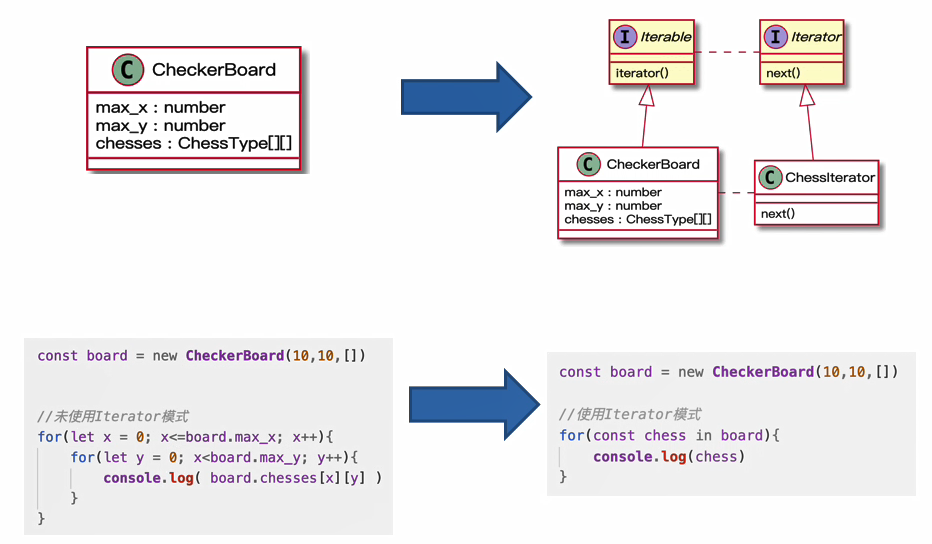 C CheckerBoard
max_x : number
max_y : number
chesses : ChessType[][]
I Iterable
iterator()
I Iterator
next()
C CheckerBoard
max_x : number
max_y : number
chesses : ChessType[][]
C ChessIterator
next()
const board = new CheckerBoard(10,10,[])
//未使用Iterator模式
for(let x = 0; x<=board.max_x; x++){
for(let y = 0; y<board.max_y; y++){
console.log( board.chesses[x][y] )
}
}
const board = new CheckerBoard(10,10,[])
//使用Iterator模式
for(const chess in board){
console.log(chess)
}